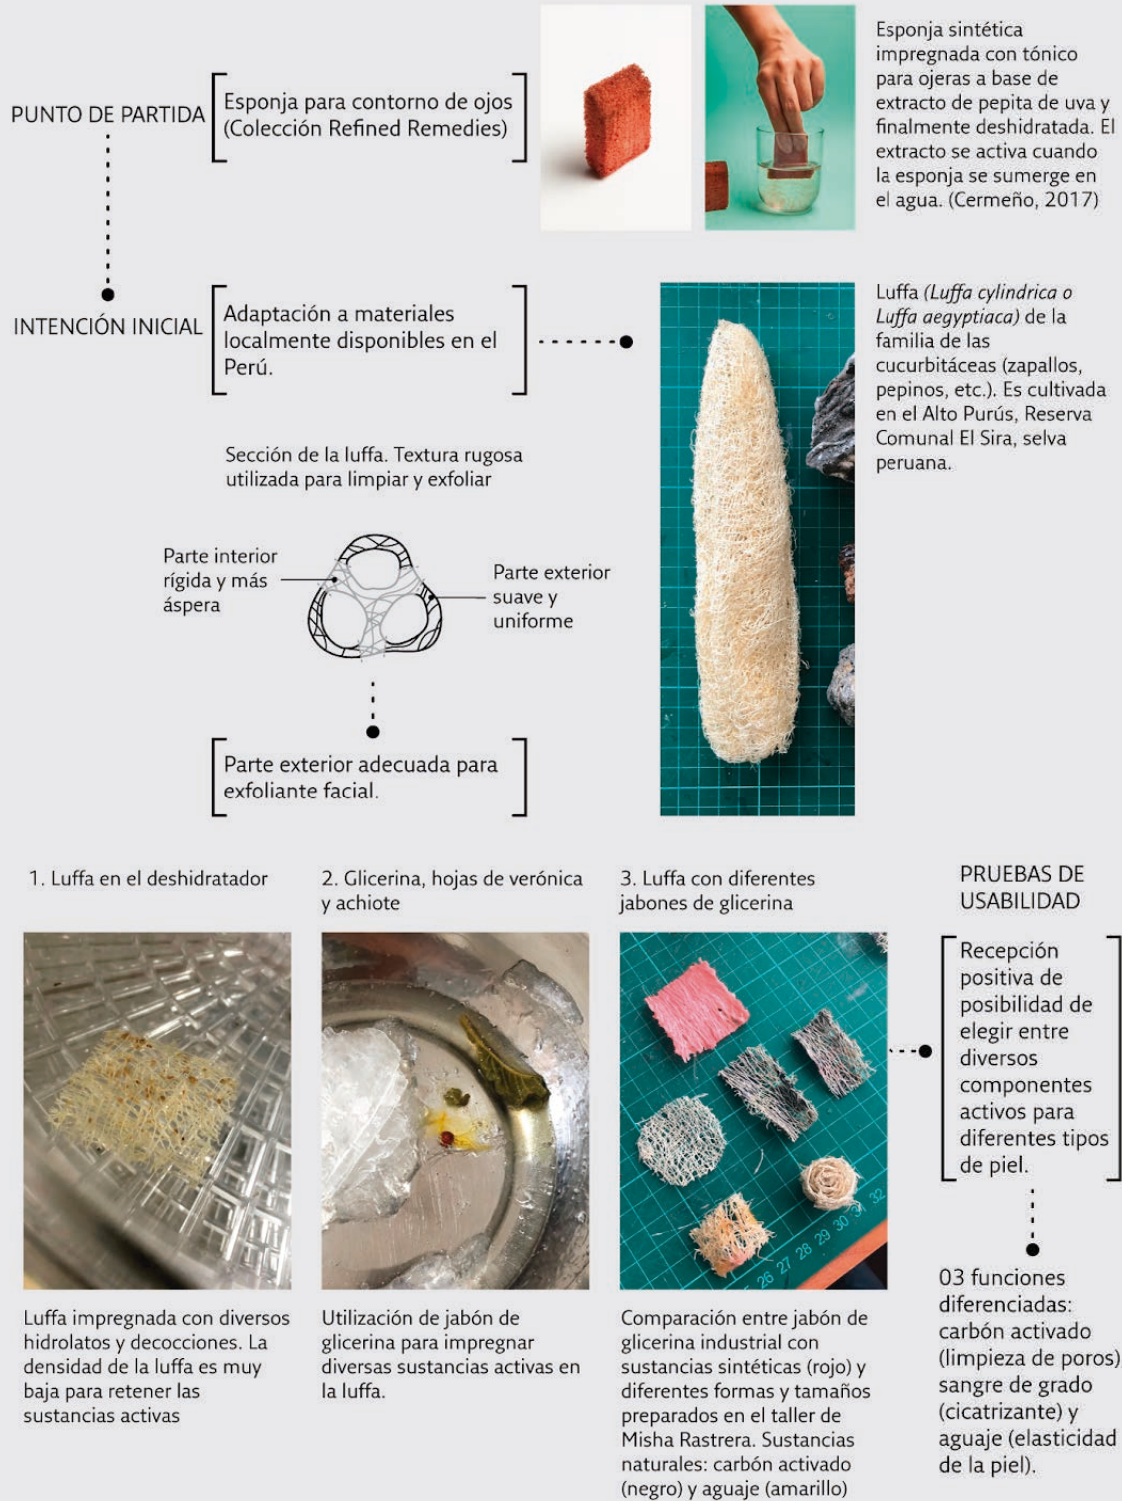 PUNTO DE PARTIDA
Esponja para contorno de ojos
(Colección Refined Remedies)
Esponja sintética
impregnada con tónico
para ojeras a base de
extracto de pepita de uva y
finalmente deshidratada. El
extracto se activa cuando
la esponja se sumerge en
el agua. (Cermeño, 2017)
INTENCIÓN INICIAL
Adaptación a materiales
localmente disponibles en el
Perú.
Luffa (Luffa cylindrica o
Luffa aegyptiaca) de la
familia de las
cucurbitáceas (zapallos,
pepinos, etc.). Es cultivada
en el Alto Purús, Reserva
Comunal El Sira, selva
peruana.
Sección de la luffa. Textura rugosa
utilizada para limpiar y exfoliar
Parte interior
rígida y más
áspera
Parte exterior
suave y
uniforme
Parte exterior adecuada para
exfoliante facial.
1. Luffa en el deshidratador
2. Glicerina, hojas de verónica
y achiote
3. Luffa con diferentes
jabones de glicerina
PRUEBAS DE
USABILIDAD
Recepción
positiva de
posibilidad de
elegir entre
diversos
componentes
activos para
diferentes tipos
de piel.
26 27 28 29 30 31 32
Luffa impregnada con diversos
hidrolatos y decocciones. La
densidad de la luffa es muy
baja para retener las
sustancias activas
Utilización de jabón de
glicerina para impregnar
diversas sustancias activas en
la luffa.
Comparación entre jabón de
glicerina industrial con
sustancias sintéticas (rojo) y
diferentes formas y tamaños
preparados en el taller de
Misha Rastrera. Sustancias
naturales: carbón activado
(negro) y aguaje (amarillo)
03 funciones
diferenciadas:
carbón activado
(limpieza de poros)
sangre de grado
(cicatrizante) y
aguaje (elasticidad
de la piel).